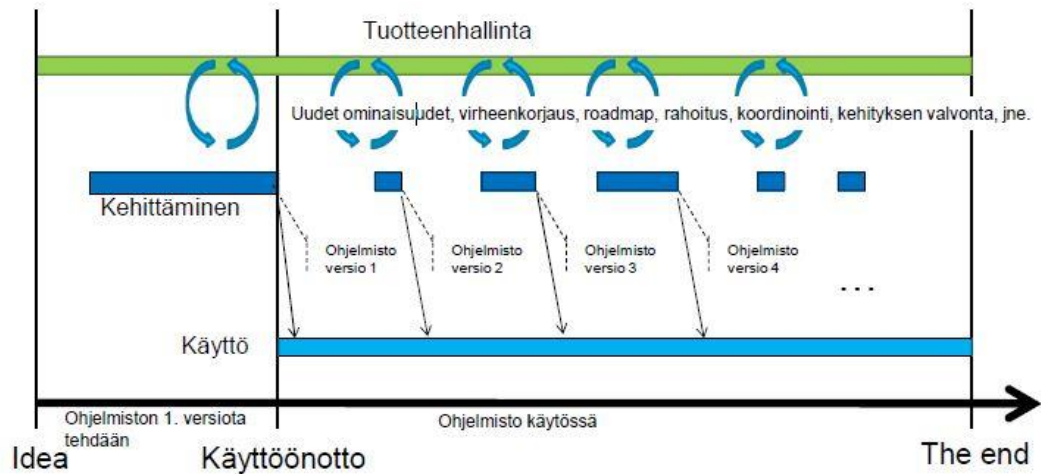 Tuotteenhallinta
Uudet ominaisuudet, virheenkorjaus, roadmap, rahoitus, koordinointi, kehityksen valvonta, jne.
Kehittäminen
Ohjelmisto
versio 1
Ohjelmisto
versio 2
Ohjelmisto
versio 3
Ohjelmisto
versio 4
...
Käyttö
Ohjelmiston 1. versiota
tehdään
Ohjelmisto käytössä
Idea
Käyttöönotto
The end